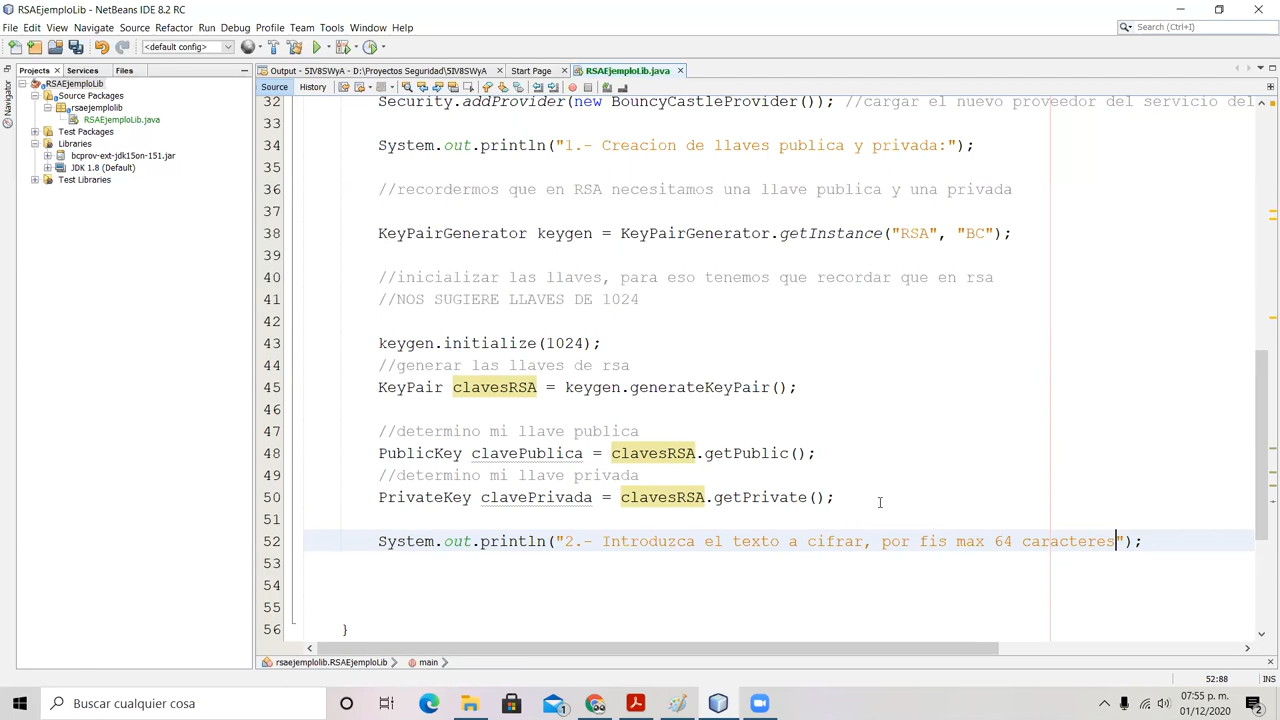 RSAEjemploLib - NetBeans IDE 8.2 RC
File Edit View Navigate Source Refactor Run Debug Profile Team Tools Window Help
Search (Ctrl+I)
<default config>
Projects Services Files
Output - 5IV8SWyA - D:\Proyectos Seguridad\5IV8SWyA Start Page RSAEjemploLib.java
Source History
Navigator
RSAEjemploLib
Source Packages
rsaejemplolib
RSAEjemploLib.java
Test Packages
Libraries
bcprov-ext-jdk15on-151.jar
JDK 1.8 (Default)
Test Libraries
32 Security.addProvider(new BouncyCastleProvider()); //cargar el nuevo proveedor del servicio del
33
34 System.out.println("1.- Creacion de llaves publica y privada:");
35
36 //recordermos que en RSA necesitamos una llave publica y una privada
37
38 KeyPairGenerator keygen = KeyPairGenerator.getInstance("RSA", "BC");
39
40 //inicializar las llaves, para eso tenemos que recordar que en rsa
41 //NOS SUGIERE LLAVES DE 1024
42
43 keygen.initialize(1024);
44 //generar las llaves de rsa
45 KeyPair clavesRSA = keygen.generateKeyPair();
46
47 //determino mi llave publica
48 PublicKey clavePublica = clavesRSA.getPublic();
49 //determino mi llave privada
50 PrivateKey clavePrivada = clavesRSA.getPrivate();
51
52 System.out.println("2.- Introduzca el texto a cifrar, por fis max 64 caracteres");
53
54
55
56 }
rsaejemplolib.RSAEjemploLib main
52:88 INS
Buscar cualquier cosa
07:55 p. m.
01/12/2020
1
2